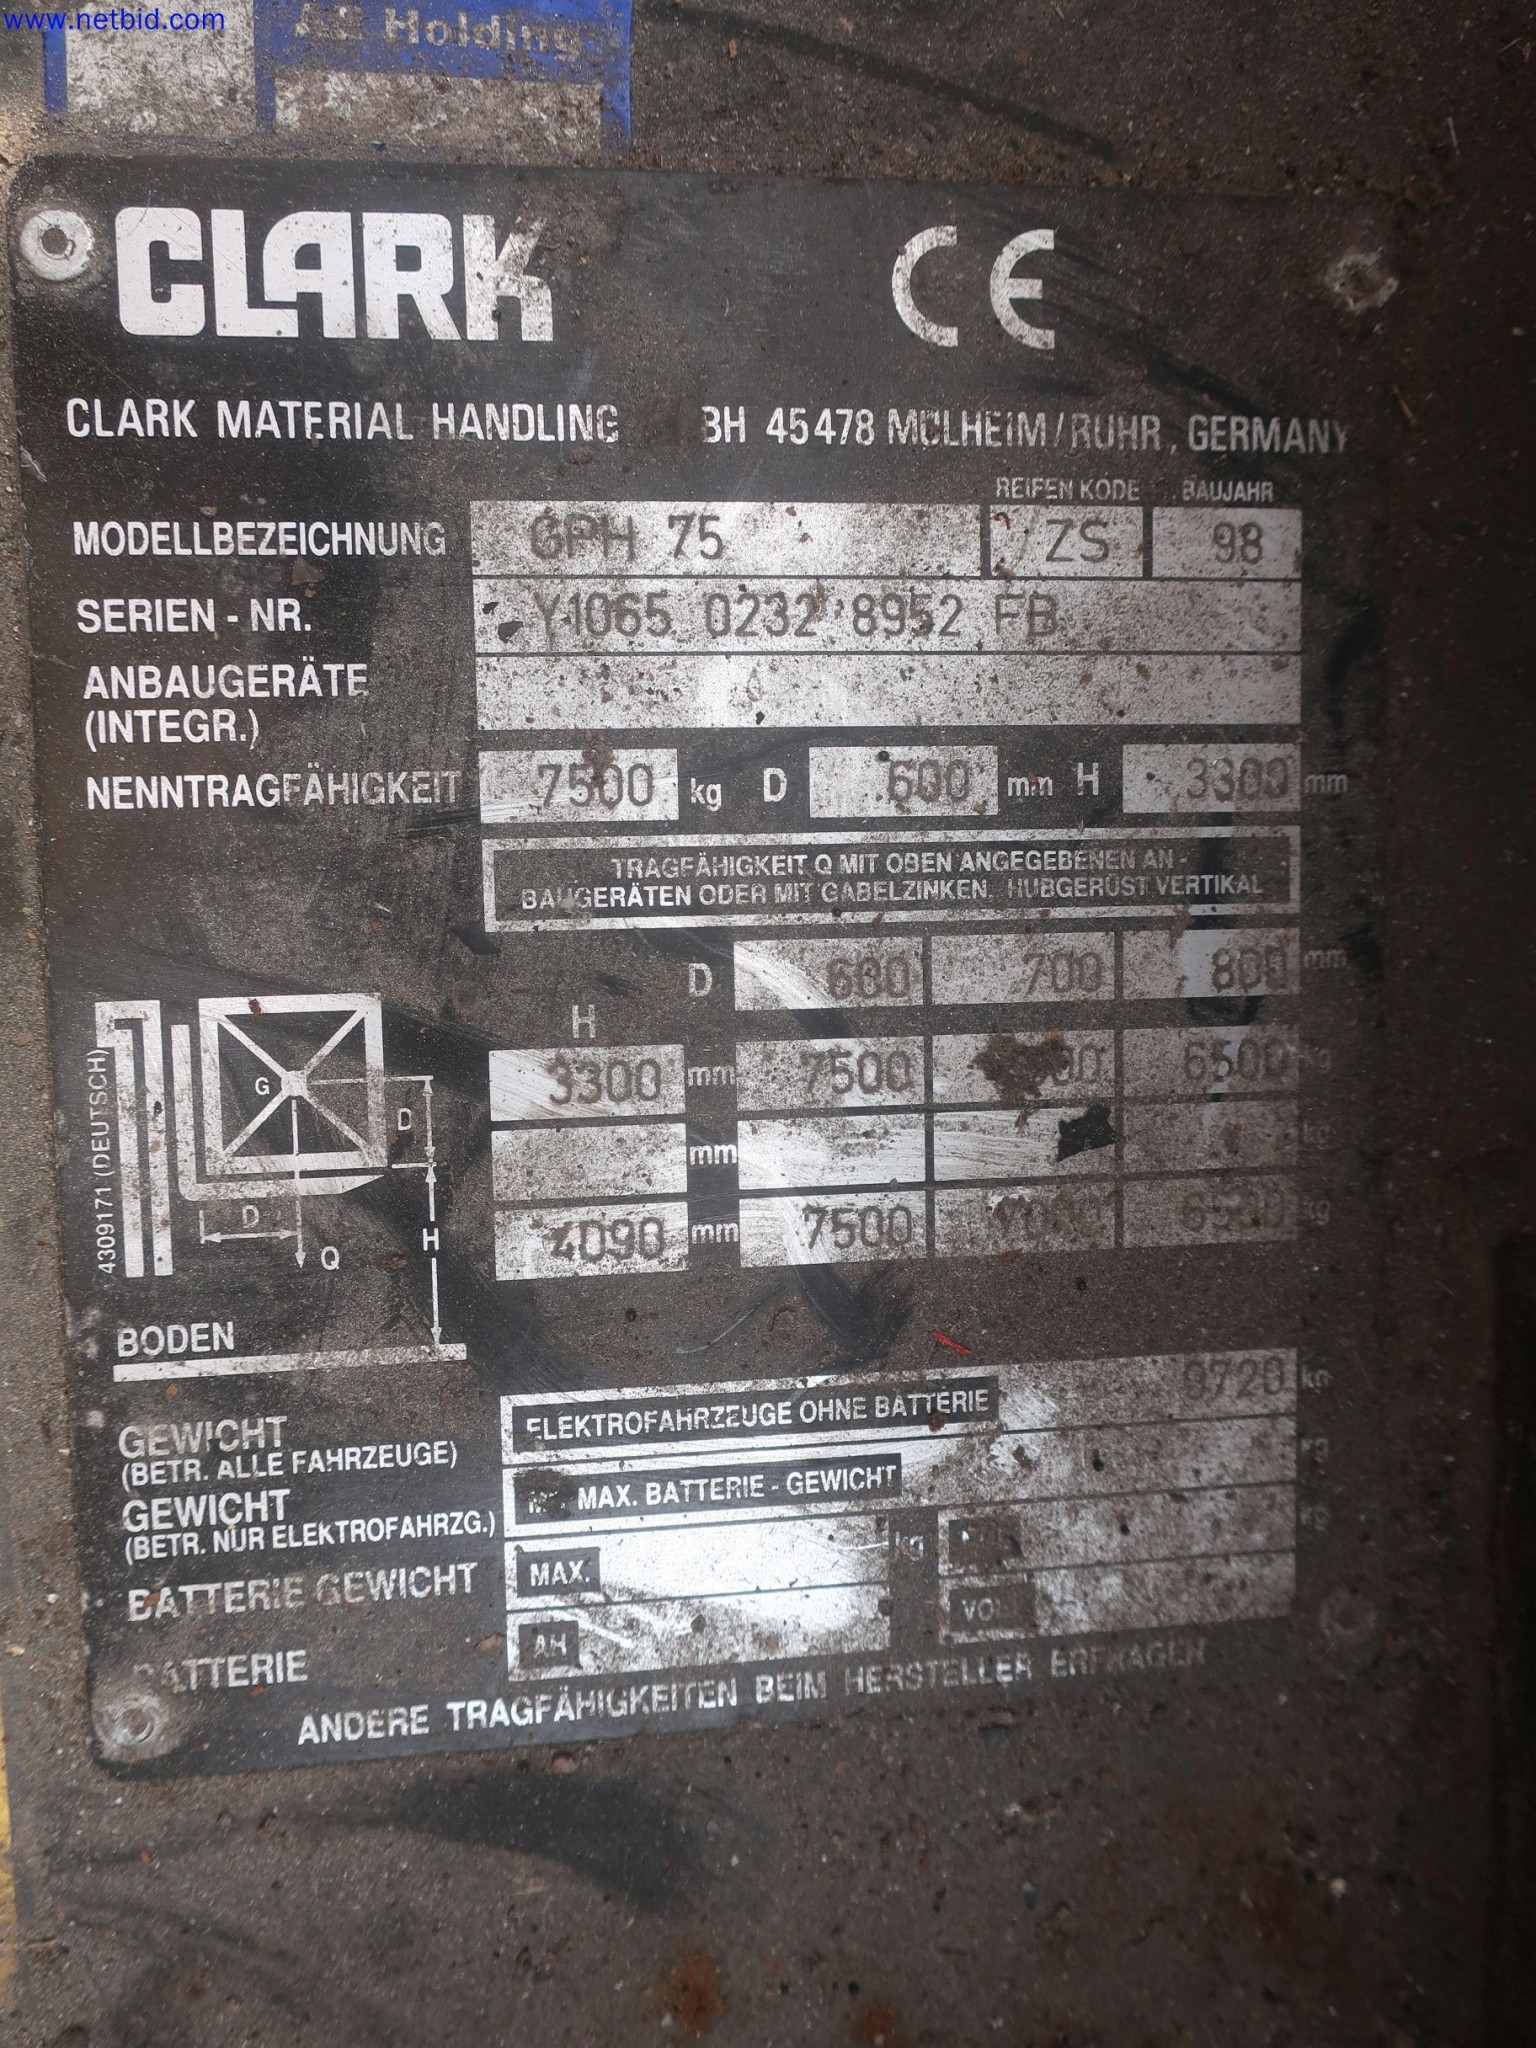 www.netbid.com
AS Holding
CLARK CE
CLARK MATERIAL HANDLING BH 45478 MÜLHEIM/RUHR, GERMANY
REIFEN KODE BAUJAHR
MODELLBEZEICHNUNG GPH 75 ZS 98
SERIEN - NR. Y1065 0232 8952 FB
ANBAUGERÄTE
(INTEGR.)
NENNTRAGFÄHIGKEIT 7500 kg D 600 mm H 3300 mm
TRAGFÄHIGKEIT Q MIT OBEN ANGEGEBENEN AN -
BAUGERÄTEN ODER MIT GABELZINKEN, HUBGERÜST VERTIKAL
D 600 700 800 mm
H
3300 mm 7500 6500 kg
mm kg
4090 mm 7500 7000 6500 kg
G
D
D
H
Q
4309171 (DEUTSCH)
BODEN
GEWICHT
(BETR. ALLE FAHRZEUGE)
ELEKTROFAHRZEUGE OHNE BATTERIE 9720 kg
GEWICHT
(BETR. NUR ELEKTROFAHRZG.)
MAX. BATTERIE - GEWICHT kg
BATTERIE GEWICHT MAX. kg kg
BATTERIE AH
ANDERE TRAGFÄHIGKEITEN BEIM HERSTELLER ERFRAGEN